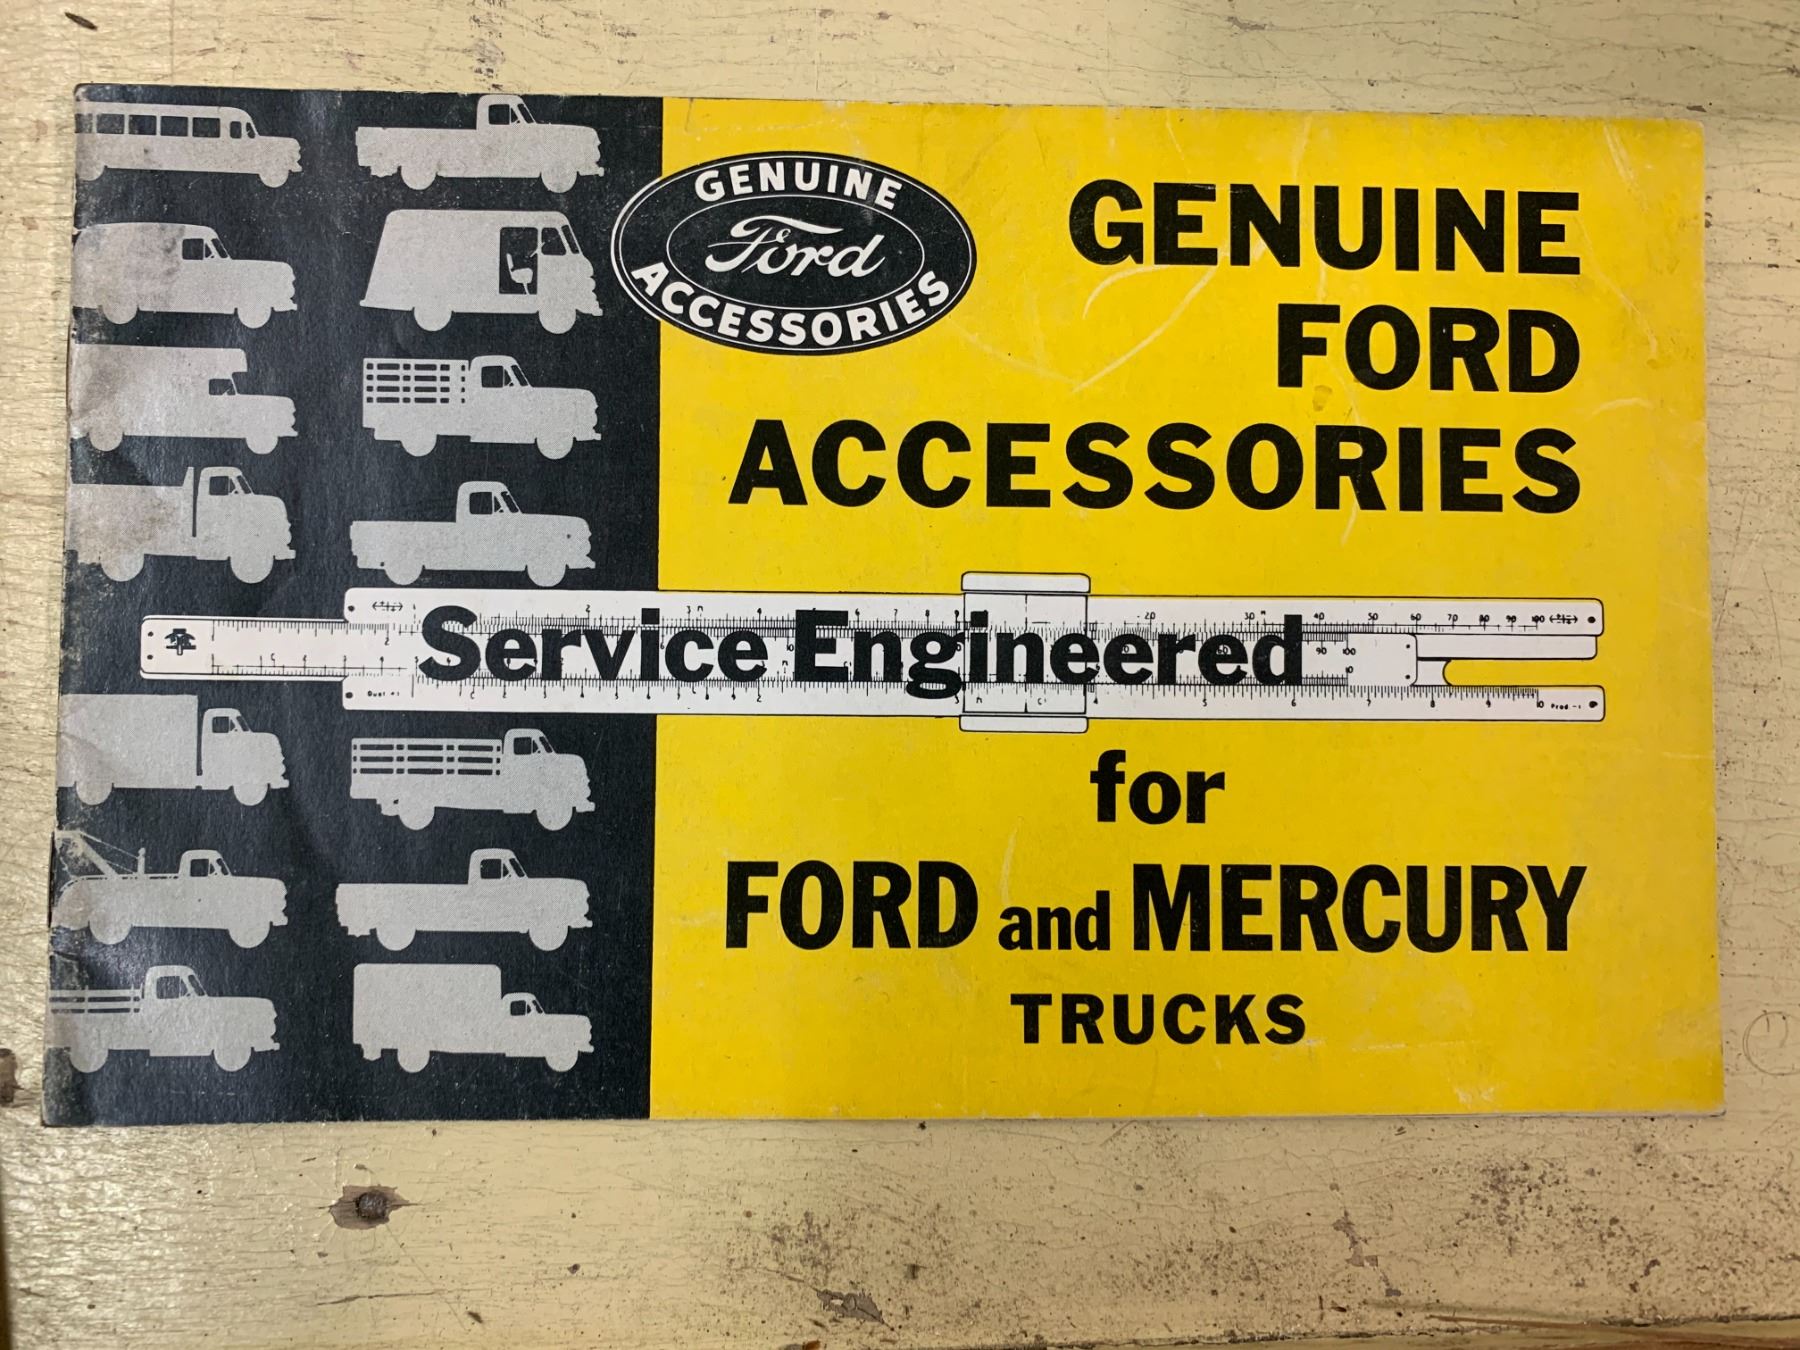 GENUINE
Ford
ACCESSORIES
GENUINE
FORD
ACCESSORIES
Service Engineered
for
FORD and MERCURY
TRUCKS